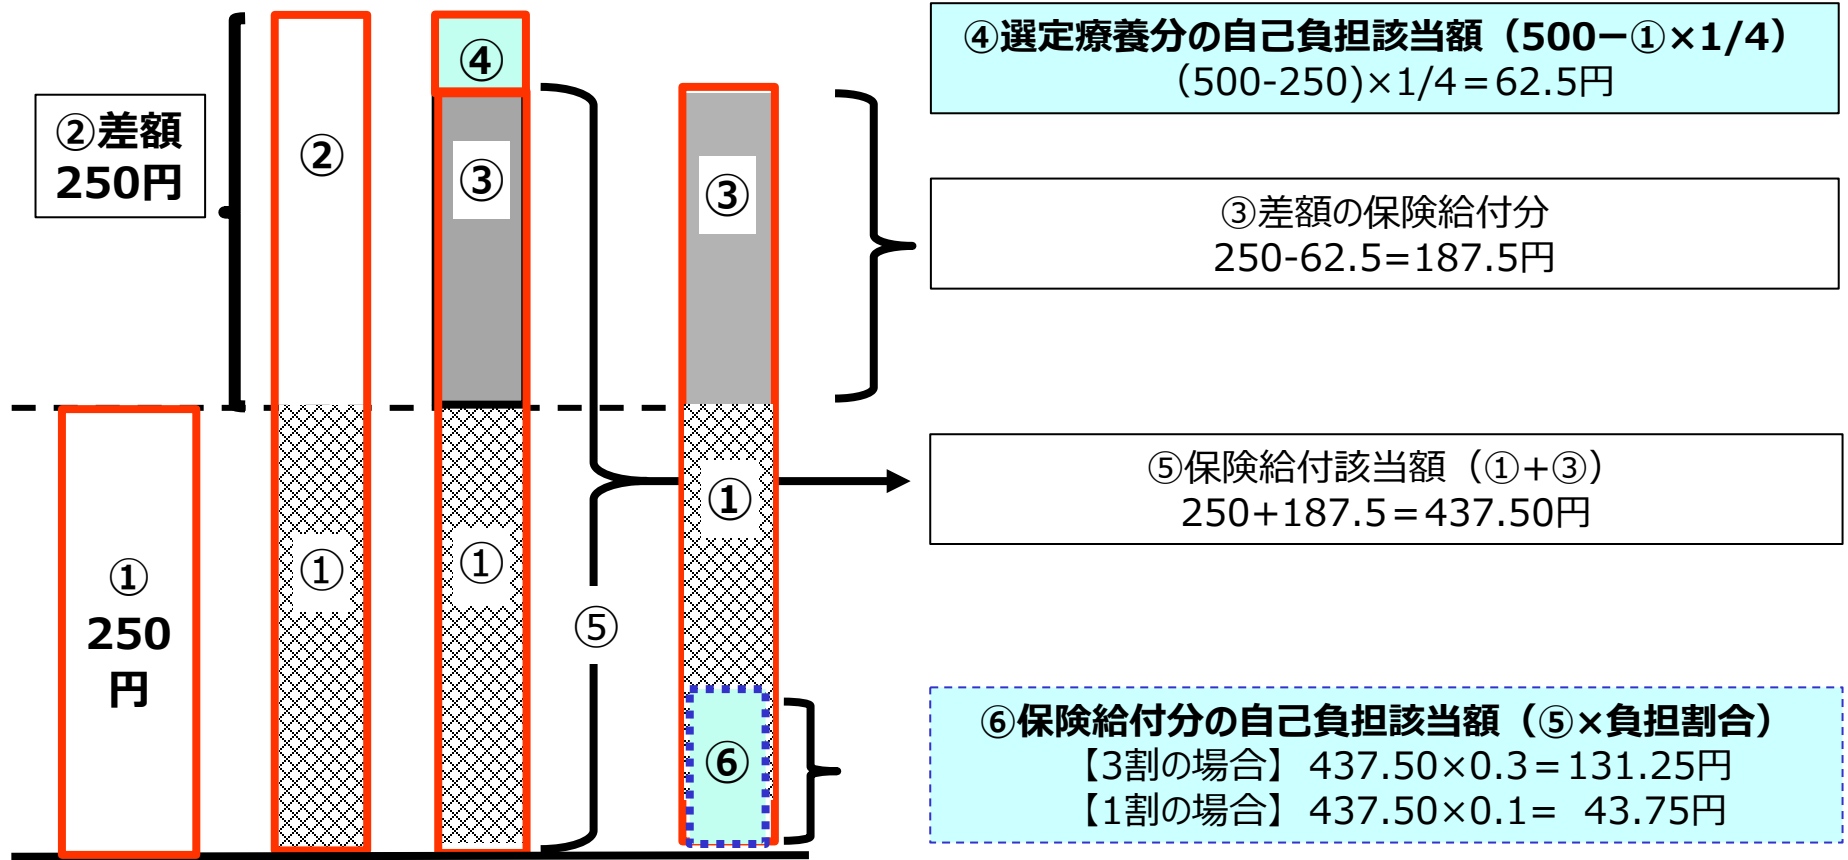 ②差額
250円
①
250
円
②
①
④
③
①
⑤
③
①
⑥
④選定療養分の自己負担該当額（500ー①×1/4）
（500-250)×1/4＝62.5円
③差額の保険給付分
250-62.5=187.5円
⑤保険給付該当額（①+③）
250+187.5＝437.50円
⑥保険給付分の自己負担該当額（⑤×負担割合）
【3割の場合】437.50×0.3＝131.25円
【1割の場合】437.50×0.1= 43.75円